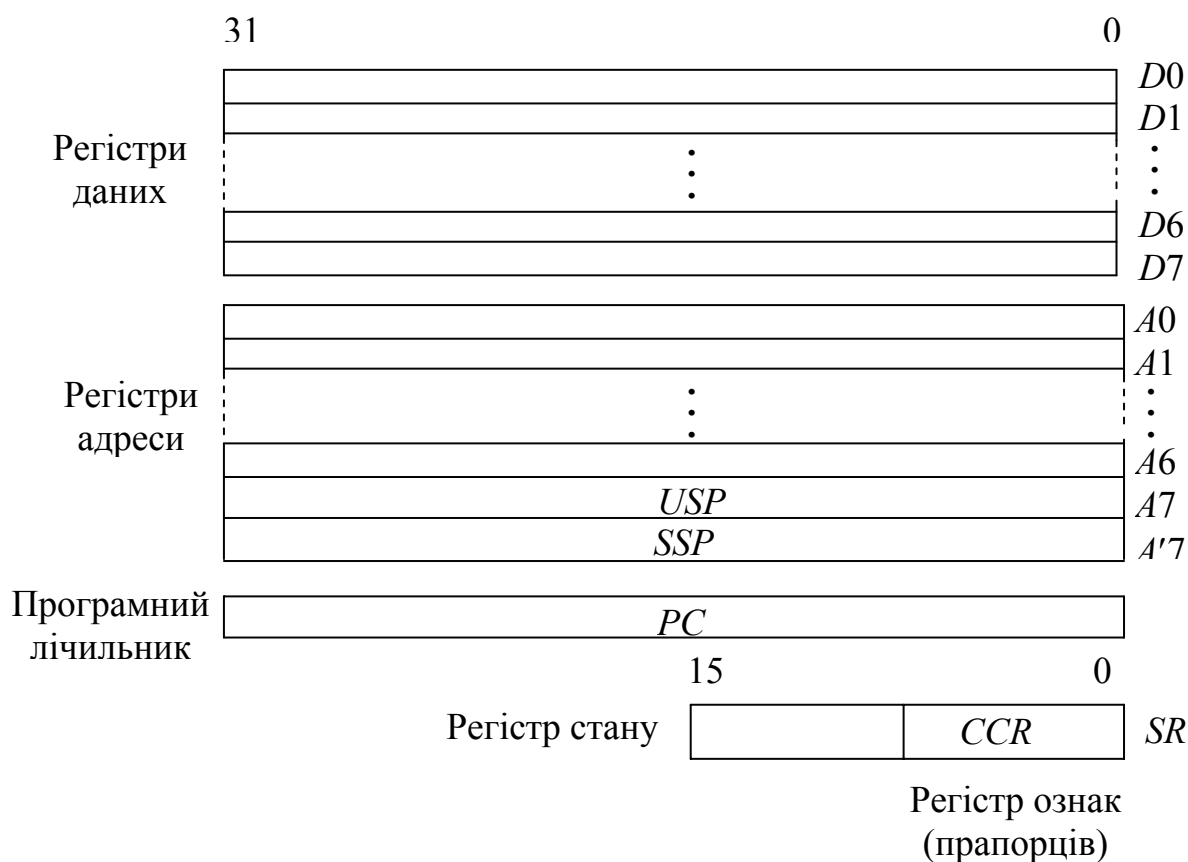 31 0
D0
D1
Регістри
даних
D6
D7
A0
A1
Регістри
адреси
A6
USP A7
SSP A'7
Програмний
лічильник
PC
15 0
Регістр стану CCR SR
Регістр ознак
(прапорців)